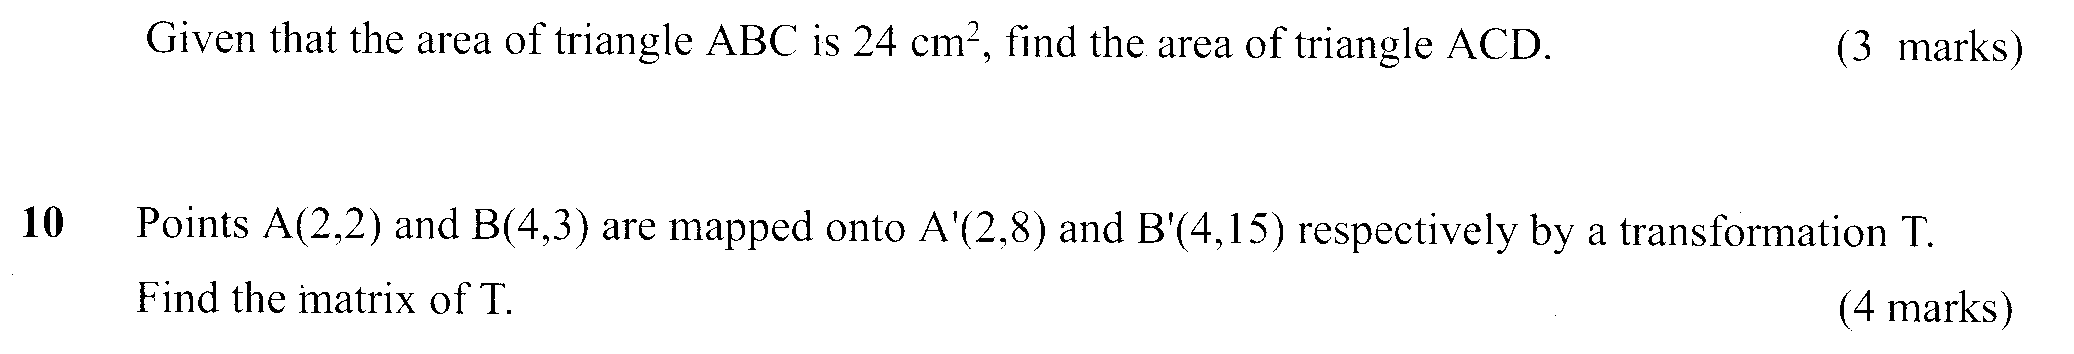 Given that the area of triangle ABC is 24 cm², find the area of triangle ACD. (3 marks)
10 Points A(2,2) and B(4,3) are mapped onto A'(2,8) and B'(4,15) respectively by a transformation T.
Find the matrix of T. (4 marks)